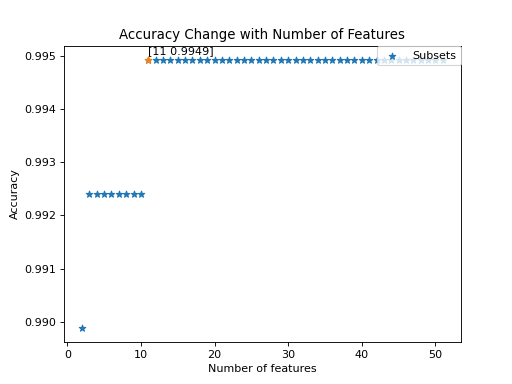 Accuracy Change with Number of Features
[11 0.9949]
Subsets
0.995
0.994
0.993
0.992
0.991
0.990
Accuracy
0 10 20 30 40 50
Number of features